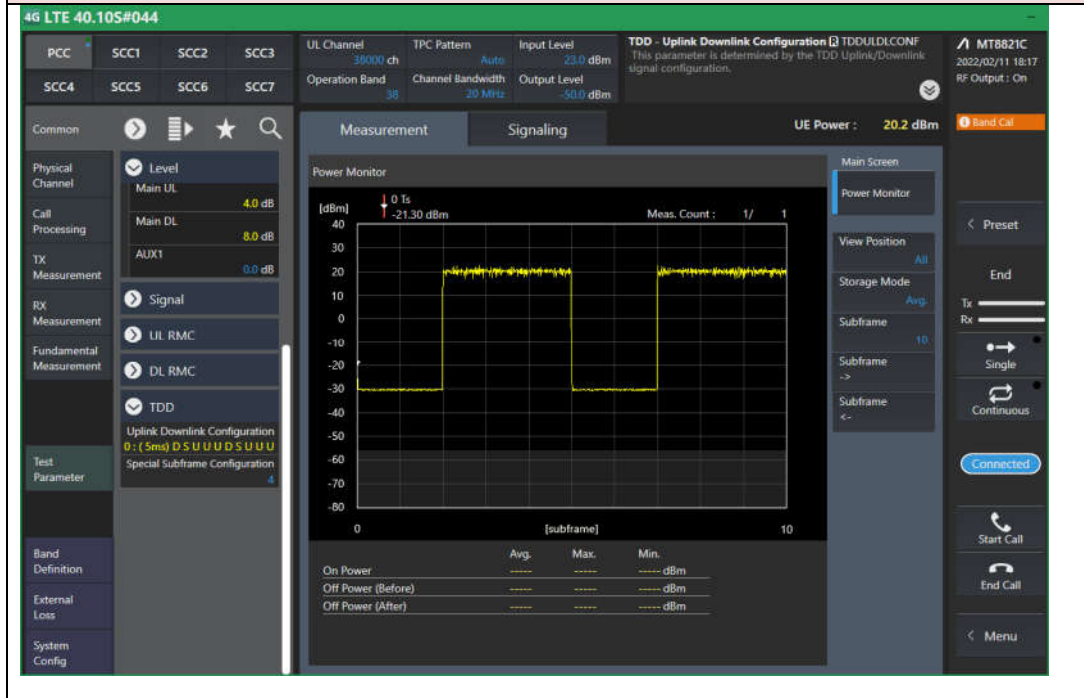 4G LTE 40.10S#044
PCC SCC1 SCC2 SCC3
SCC4 SCC5 SCC6 SCC7
UL Channel TPC Pattern Input Level
38000 ch Auto 23.0 dBm
Operation Band Channel Bandwidth Output Level
38 20 MHz -50.0 dBm
TDD - Uplink Downlink Configuration R TDDULDLCONF
This parameter is determined by the TDD Uplink/Downlink
signal configuration.
MT8821C
2022/02/11 18:17
RF Output : On
Band Cal
Common
Physical
Channel
Call
Processing
TX
Measurement
RX
Measurement
Fundamental
Measurement
Test
Parameter
Band
Definition
External
Loss
System
Config
Level
Main UL
4.0 dB
Main DL
8.0 dB
AUX1
0.0 dB
Signal
UL RMC
DL RMC
TDD
Uplink Downlink Configuration
0 : ( 5ms) D S U U U D S U U U
Special Subframe Configuration
4
Measurement Signaling
UE Power : 20.2 dBm
Power Monitor
[dBm] 0 Ts
-21.30 dBm Meas. Count : 1/ 1
40
30
20
10
0
-10
-20
-30
-40
-50
-60
-70
-80
0 [subframe] 10
Avg. Max. Min.
On Power ----- ----- ----- dBm
Off Power (Before) ----- ----- ----- dBm
Off Power (After) ----- ----- ----- dBm
Main Screen
Power Monitor
View Position
All
Storage Mode
Avg.
Subframe
10
Subframe
->
Subframe
<-
< Preset
End
Tx
Rx
Single
Continuous
Connected
Start Call
End Call
< Menu